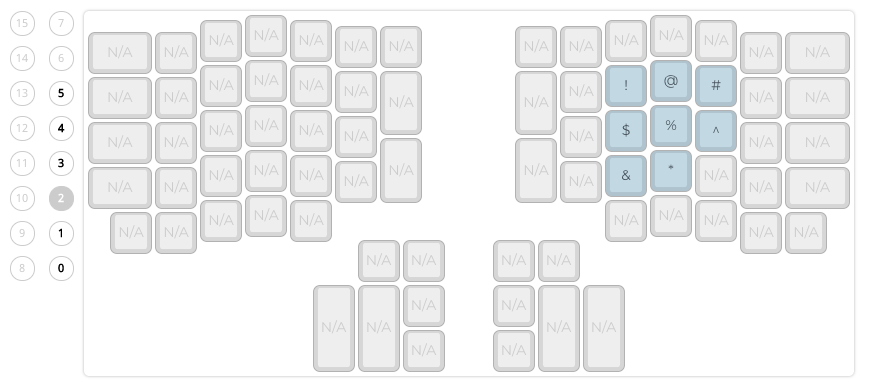 15 7 N/A N/A N/A N/A N/A N/A N/A N/A N/A N/A N/A N/A N/A N/A
14 6
13 5 N/A N/A N/A N/A N/A N/A N/A N/A N/A ! @ # N/A N/A
12 4 N/A N/A N/A N/A N/A N/A N/A $ % ^ N/A N/A
11 3
10 2 N/A N/A N/A N/A N/A N/A N/A N/A N/A & * N/A N/A N/A
9 1 N/A N/A N/A N/A N/A N/A N/A N/A N/A N/A
8 0 N/A N/A N/A N/A
N/A N/A N/A N/A N/A N/A
N/A N/A